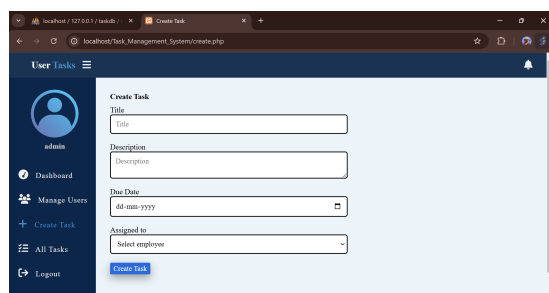 localhost / 127.0.0.1 / taskdb /
Create Task
localhost/Task_Management_System/create.php
User Tasks
admin
Dashboard
Manage Users
Create Task
All Tasks
Logout
Create Task
Title
Title
Description
Description
Due Date
dd-mm-yyyy
Assigned to
Select employee
Create Task